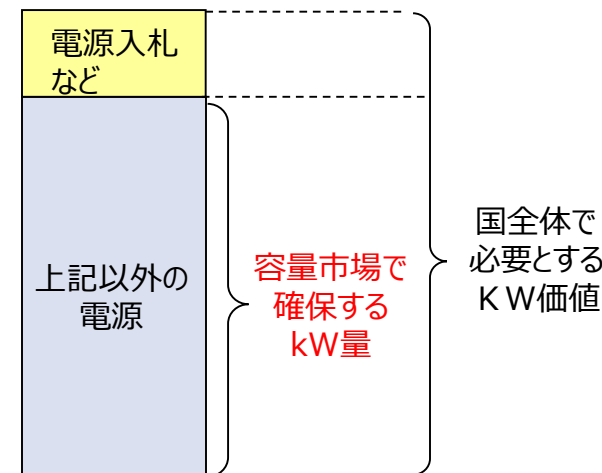 電源入札
など
上記以外の
電源
容量市場で
確保する
kW量
国全体で
必要とする
ＫＷ価値